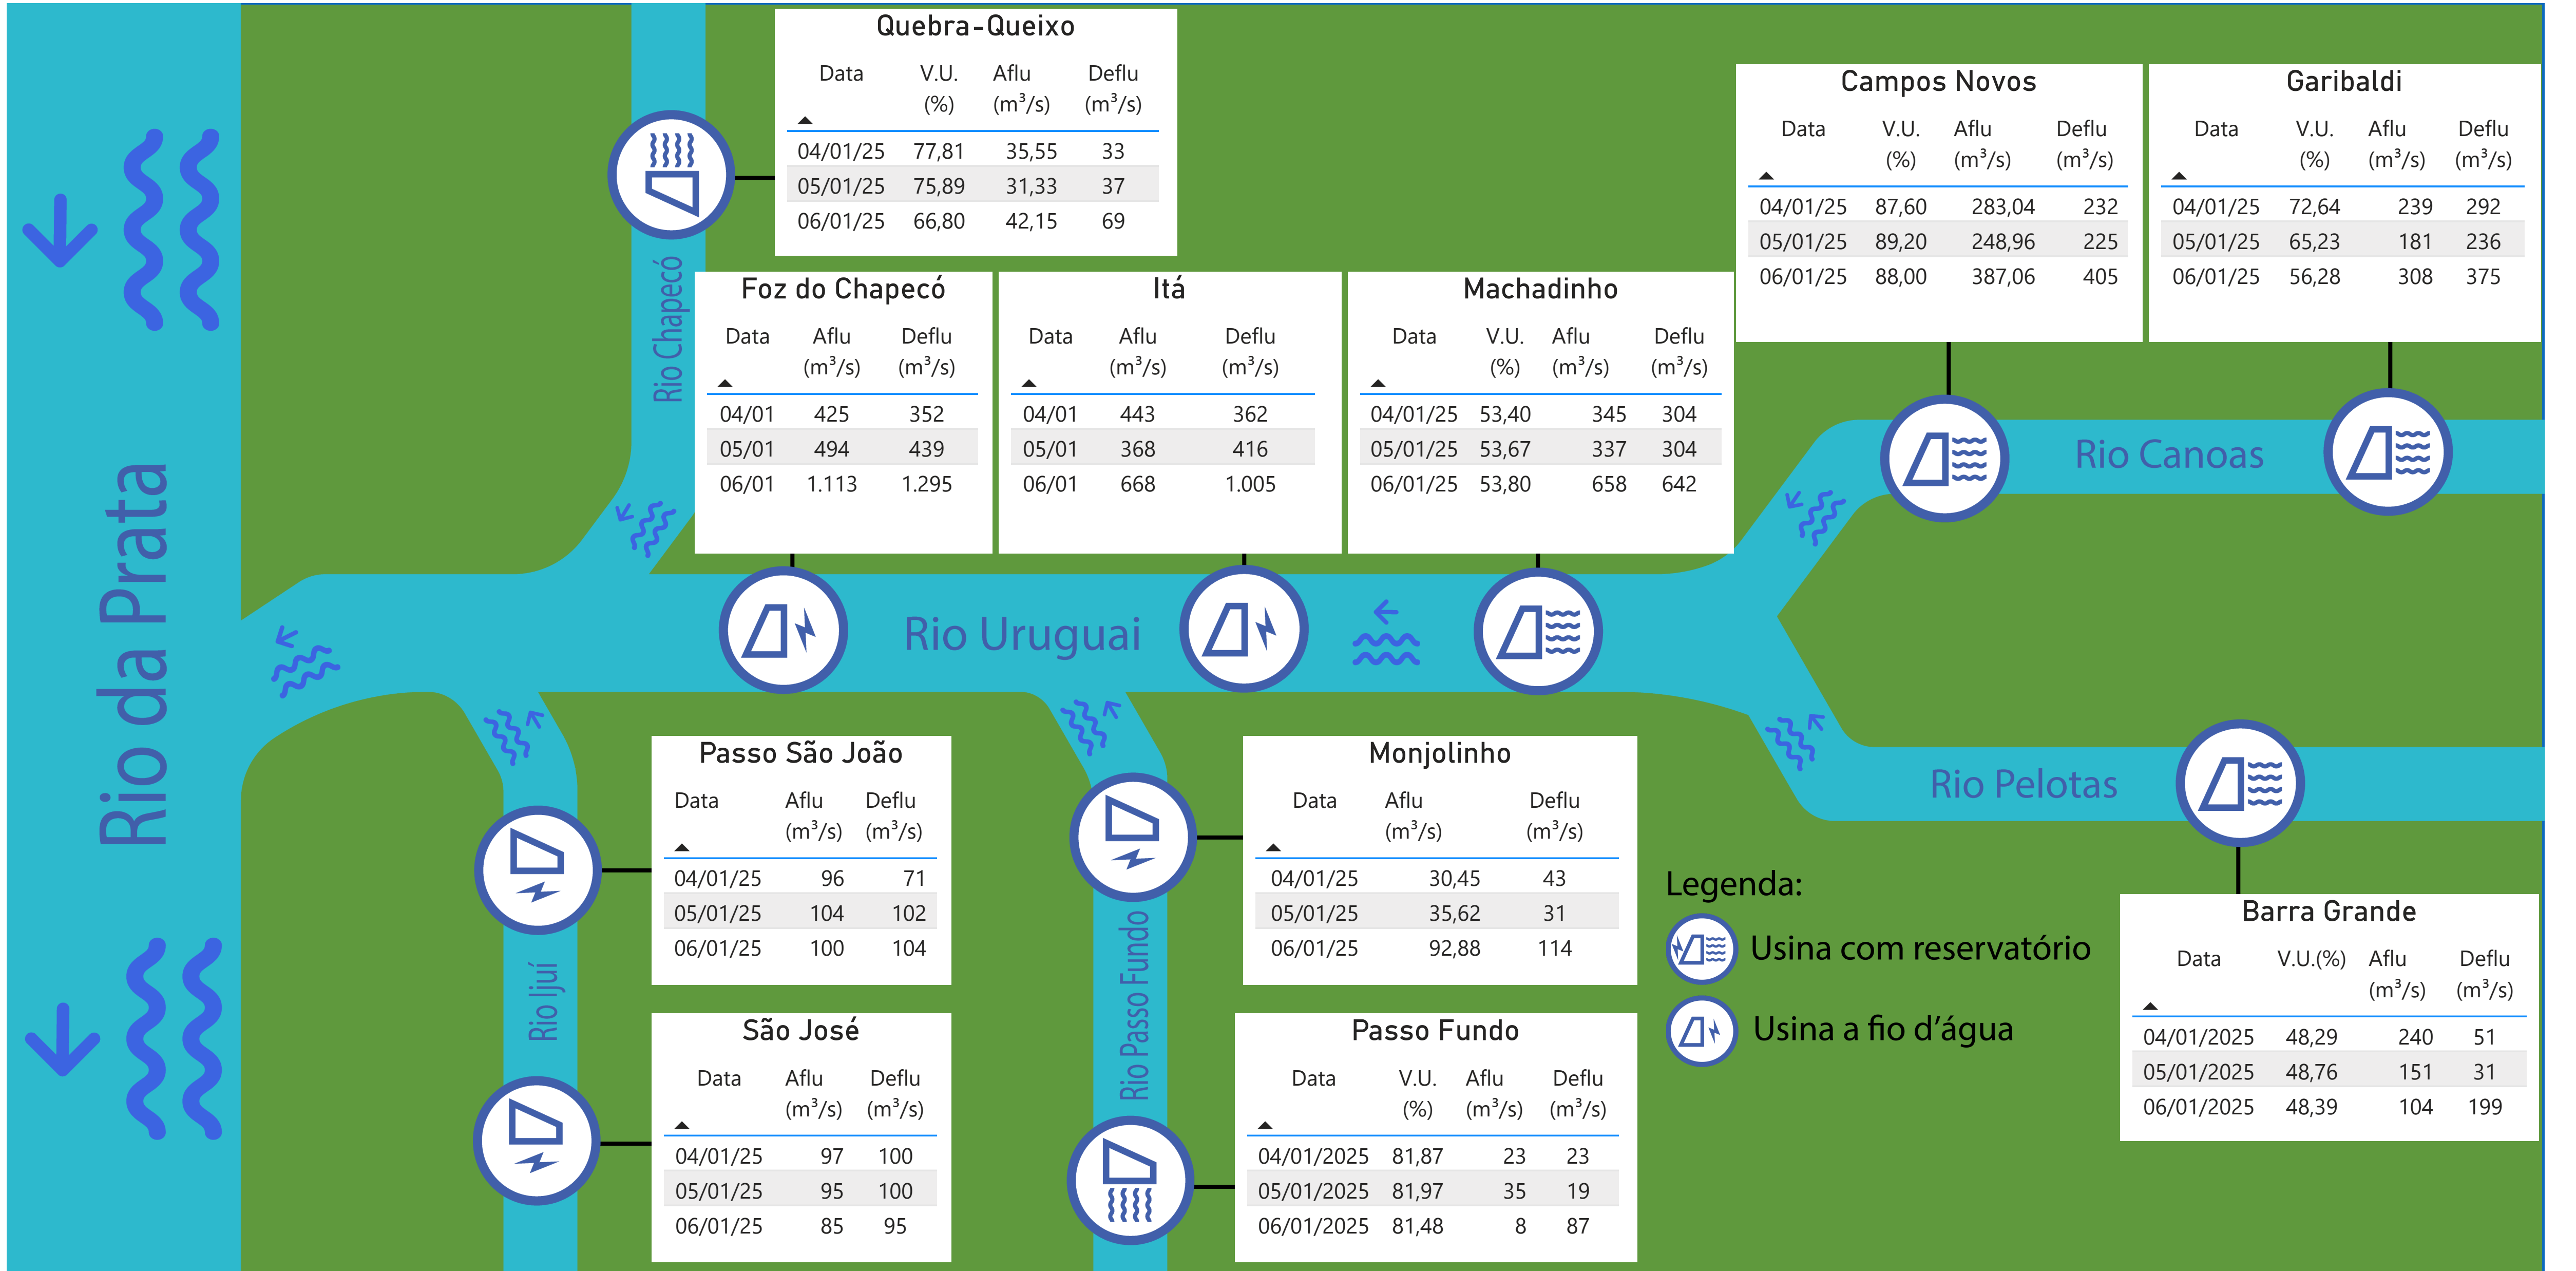 Quebra-Queixo
Data V.U. (%) Aflu (m³/s) Deflu (m³/s)
04/01/25 77,81 35,55 33
05/01/25 75,89 31,33 37
06/01/25 66,80 42,15 69
Campos Novos
Data V.U. (%) Aflu (m³/s) Deflu (m³/s)
04/01/25 87,60 283,04 232
05/01/25 89,20 248,96 225
06/01/25 88,00 387,06 405
Garibaldi
Data V.U. (%) Aflu (m³/s) Deflu (m³/s)
04/01/25 72,64 239 292
05/01/25 65,23 181 236
06/01/25 56,28 308 375
Rio Chapecó
Foz do Chapecó
Data Aflu (m³/s) Deflu (m³/s)
04/01 425 352
05/01 494 439
06/01 1.113 1.295
Itá
Data Aflu (m³/s) Deflu (m³/s)
04/01 443 362
05/01 368 416
06/01 668 1.005
Machadinho
Data V.U. (%) Aflu (m³/s) Deflu (m³/s)
04/01/25 53,40 345 304
05/01/25 53,67 337 304
06/01/25 53,80 658 642
Rio Canoas
Rio da Prata
Rio Uruguai
Rio Pelotas
Passo São João
Data Aflu (m³/s) Deflu (m³/s)
04/01/25 96 71
05/01/25 104 102
06/01/25 100 104
Monjolinho
Data Aflu (m³/s) Deflu (m³/s)
04/01/25 30,45 43
05/01/25 35,62 31
06/01/25 92,88 114
Legenda:
Usina com reservatório
Usina a fio d’água
Barra Grande
Data V.U.(%) Aflu (m³/s) Deflu (m³/s)
04/01/2025 48,29 240 51
05/01/2025 48,76 151 31
06/01/2025 48,39 104 199
Rio Ijuí
São José
Data Aflu (m³/s) Deflu (m³/s)
04/01/25 97 100
05/01/25 95 100
06/01/25 85 95
Rio Passo Fundo
Passo Fundo
Data V.U. (%) Aflu (m³/s) Deflu (m³/s)
04/01/2025 81,87 23 23
05/01/2025 81,97 35 19
06/01/2025 81,48 8 87